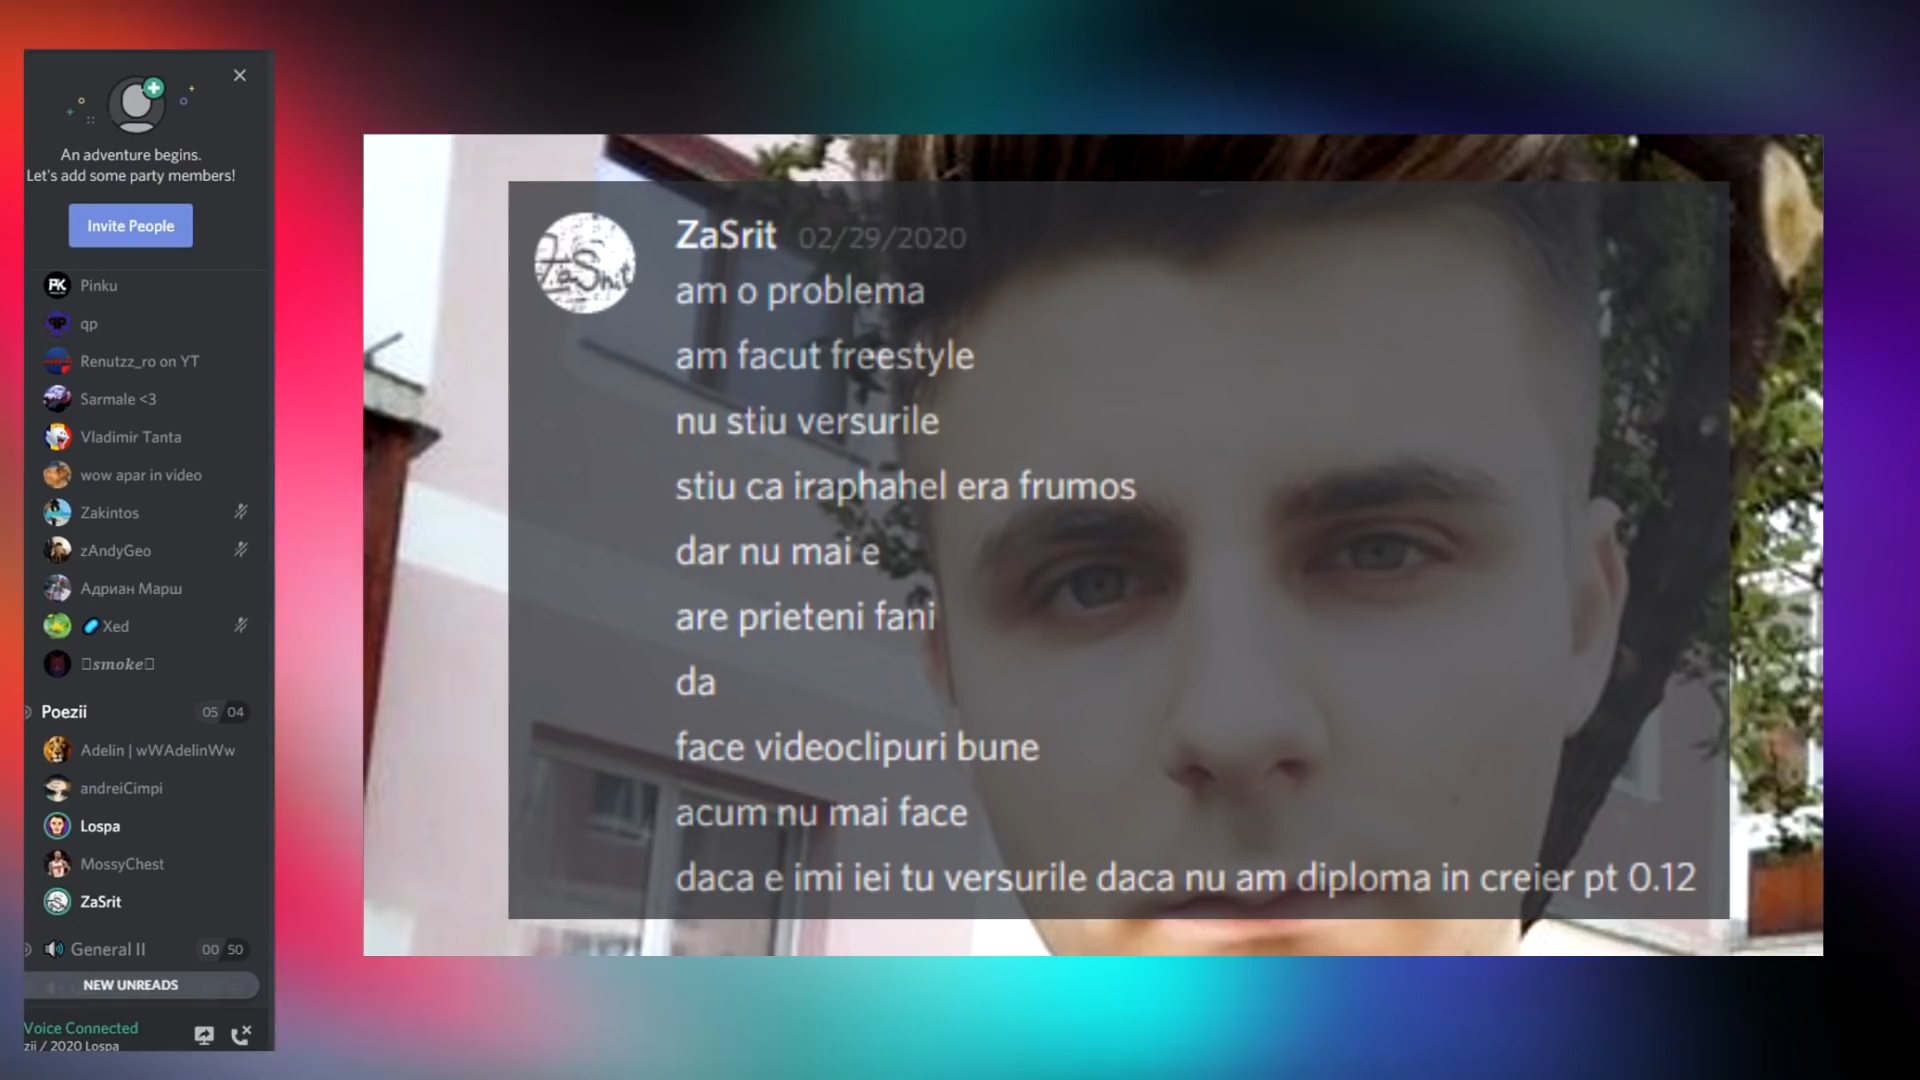 An adventure begins.
Let's add some party members!
Invite People
PK
Pinku
qp
Renutzz_ro on YT
Sarmale <3
Vladimir Tanta
wow apar in video
Zakintos
zAndyGeo
Адриан Марш
Xed
smoke
Poezii 05 04
Adelin | wWAdelinWw
andreiCimpi
Lospa
MossyChest
ZaSrit
General II 00 50
NEW UNREADS
Voice Connected
zii / 2020 Lospa
ZaSrit
ZaSrit 02/29/2020
am o problema
am facut freestyle
nu stiu versurile
stiu ca iraphahel era frumos
dar nu mai e
are prieteni fani
da
face videoclipuri bune
acum nu mai face
daca e imi iei tu versurile daca nu am diploma in creier pt 0.12